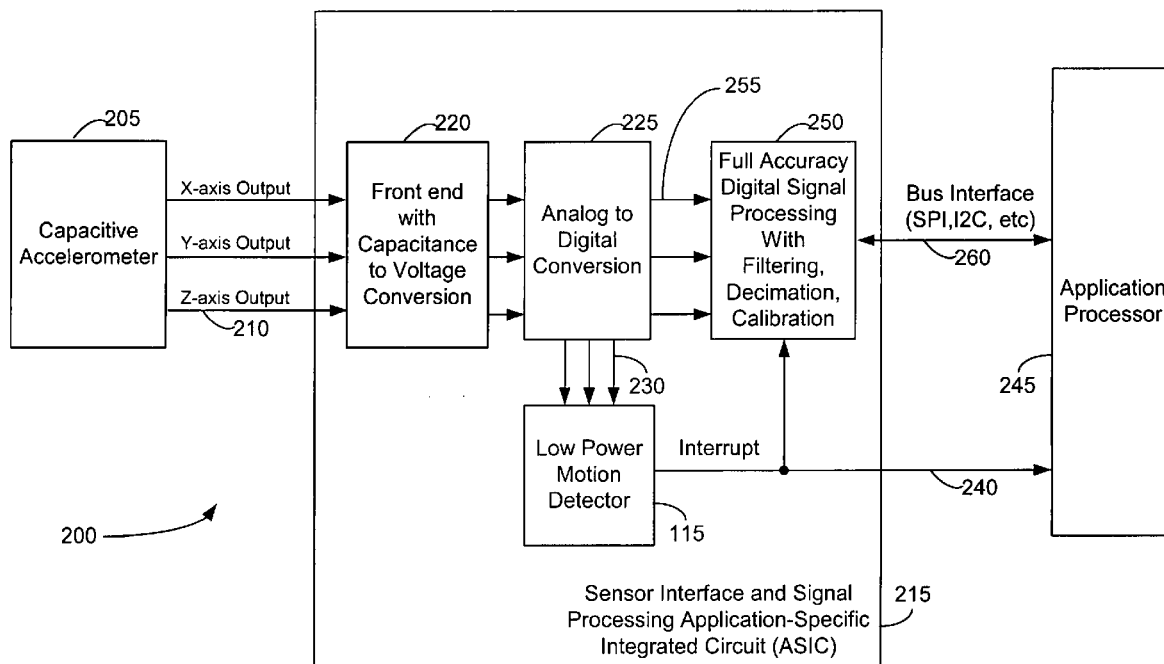 205
220
225
255
250
Capacitive
Accelerometer
X-axis Output
Y-axis Output
Z-axis Output
210
Front end
with
Capacitance
to Voltage
Conversion
Analog to
Digital
Conversion
Full Accuracy
Digital Signal
Processing
With
Filtering,
Decimation,
Calibration
Bus Interface
(SPI,I2C, etc)
260
Application
Processor
245
230
Low Power
Motion
Detector
Interrupt
240
115
200
Sensor Interface and Signal
Processing Application-Specific
Integrated Circuit (ASIC)
215